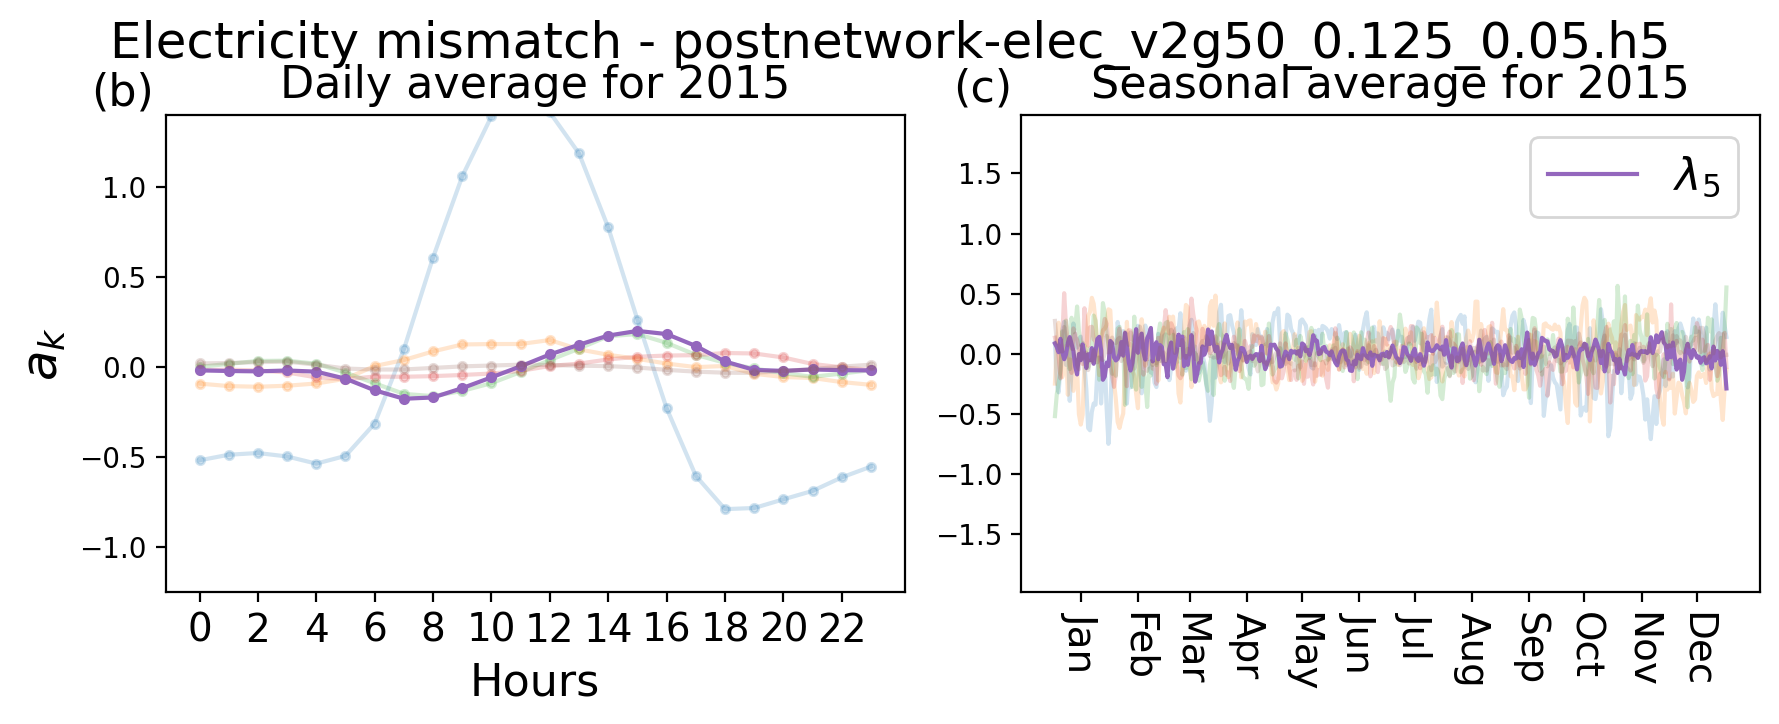 Electricity mismatch - postnetwork-elec_v2g50_0.125_0.05.h5
(b)
Daily average for 2015
(c)
Seasonal average for 2015
1.0
0.5
0.0
−0.5
−1.0
a_k
0 2 4 6 8 10 12 14 16 18 20 22
Hours
1.5
1.0
0.5
0.0
−0.5
−1.0
−1.5
λ₅
Jan Feb Mar Apr May Jun Jul Aug Sep Oct Nov Dec